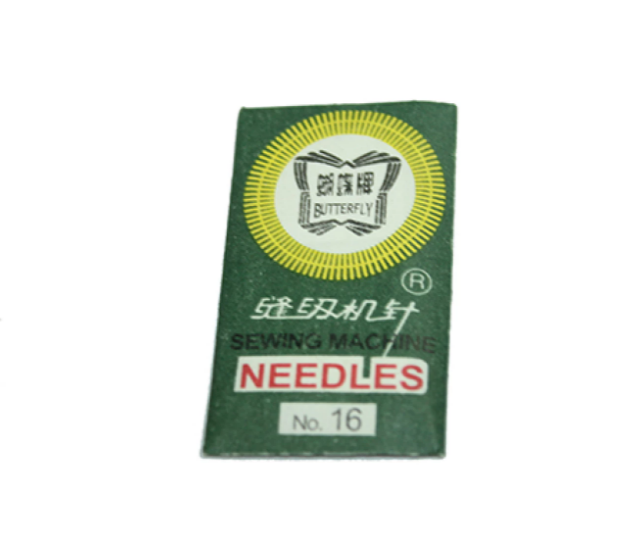 蝴蝶牌
BUTTERFLY
®
缝纫机针
SEWING MACHINE
NEEDLES
No. 16